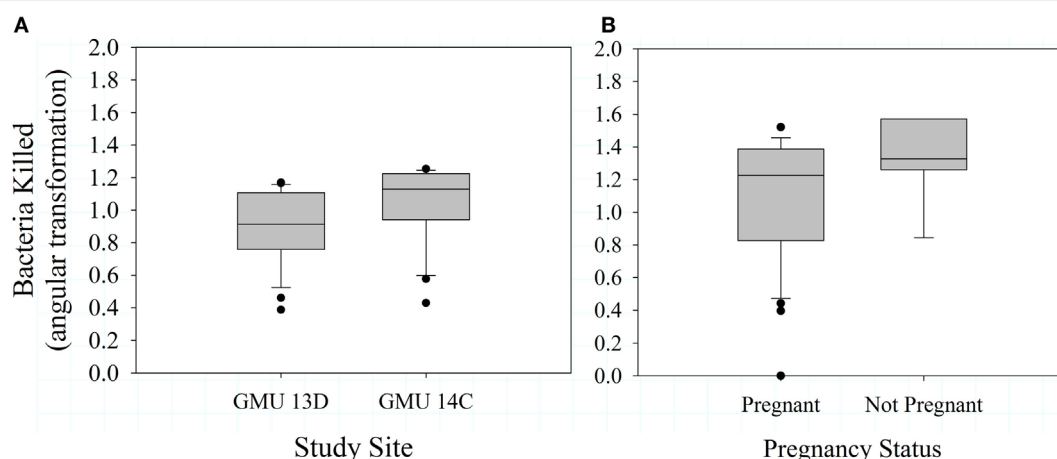 A
Bacteria Killed
(angular transformation)
2.0
1.8
1.6
1.4
1.2
1.0
0.8
0.6
0.4
0.2
0.0
GMU 13D GMU 14C
Study Site
B
2.0
1.8
1.6
1.4
1.2
1.0
0.8
0.6
0.4
0.2
0.0
Pregnant Not Pregnant
Pregnancy Status